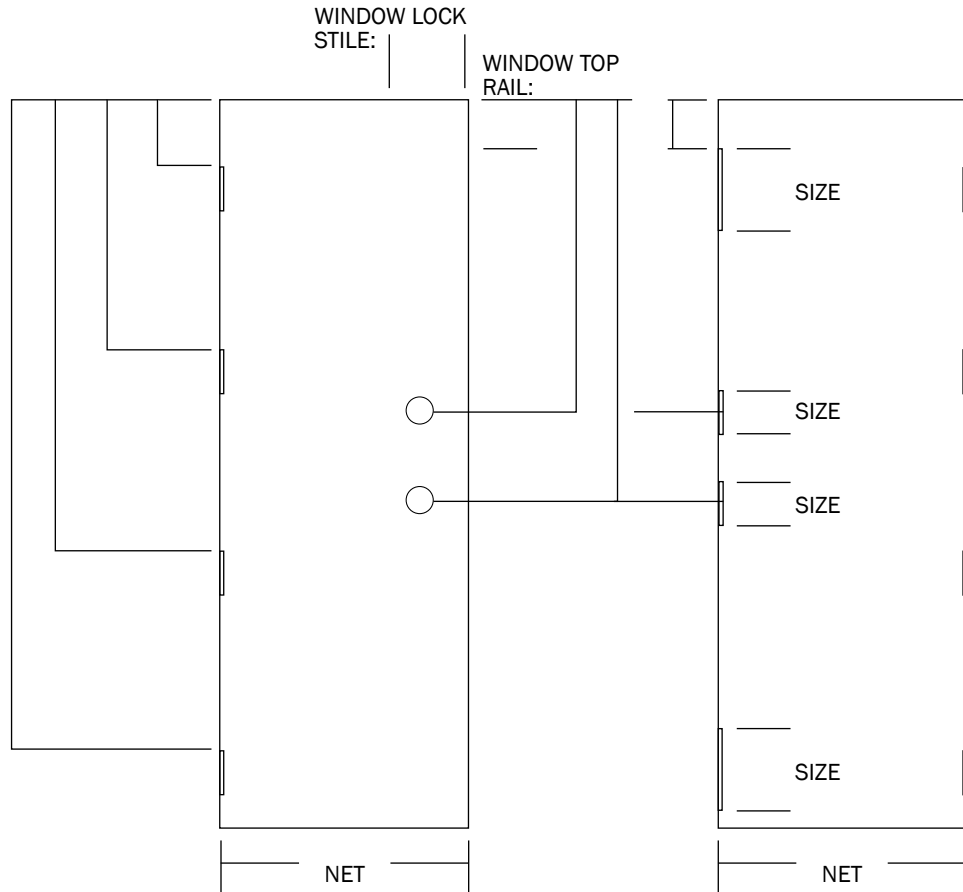 WINDOW LOCK
STILE:
WINDOW TOP
RAIL:
SIZE
SIZE
SIZE
SIZE
NET
NET